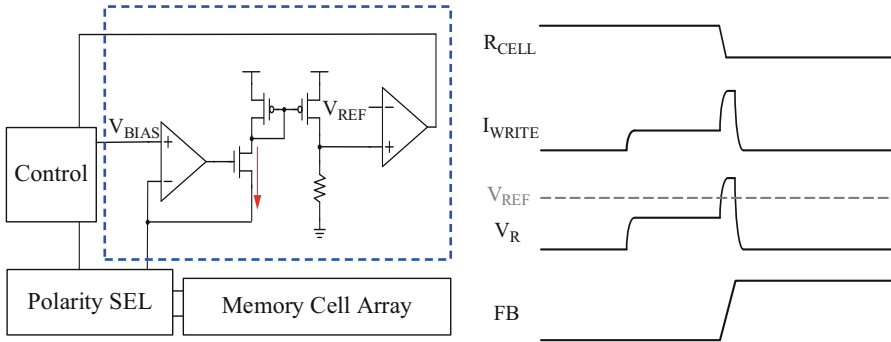 V_BIAS
V_REF
+
−
−
+
Control
Polarity SEL
Memory Cell Array
R_CELL
I_WRITE
V_REF
V_R
FB